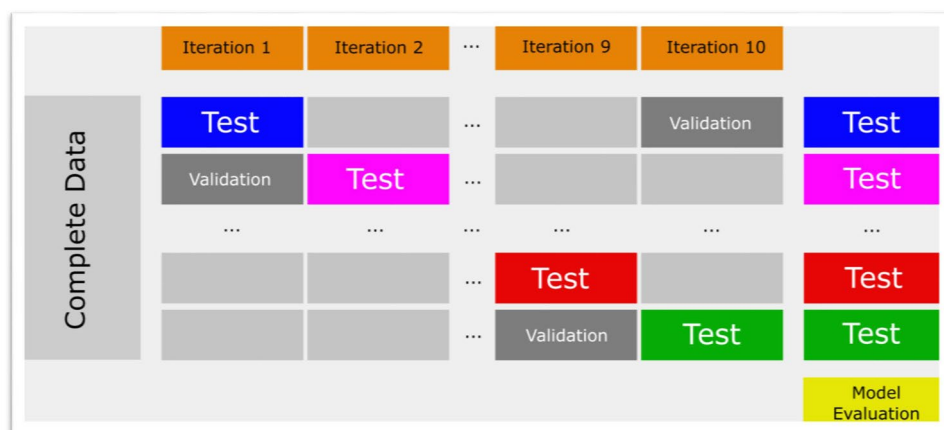 Iteration 1 Iteration 2 ... Iteration 9 Iteration 10
Complete Data
Test ... Validation Test
Validation Test ... Test
... ... ... ... ... ...
... Test Test
... Validation Test Test
Model
Evaluation